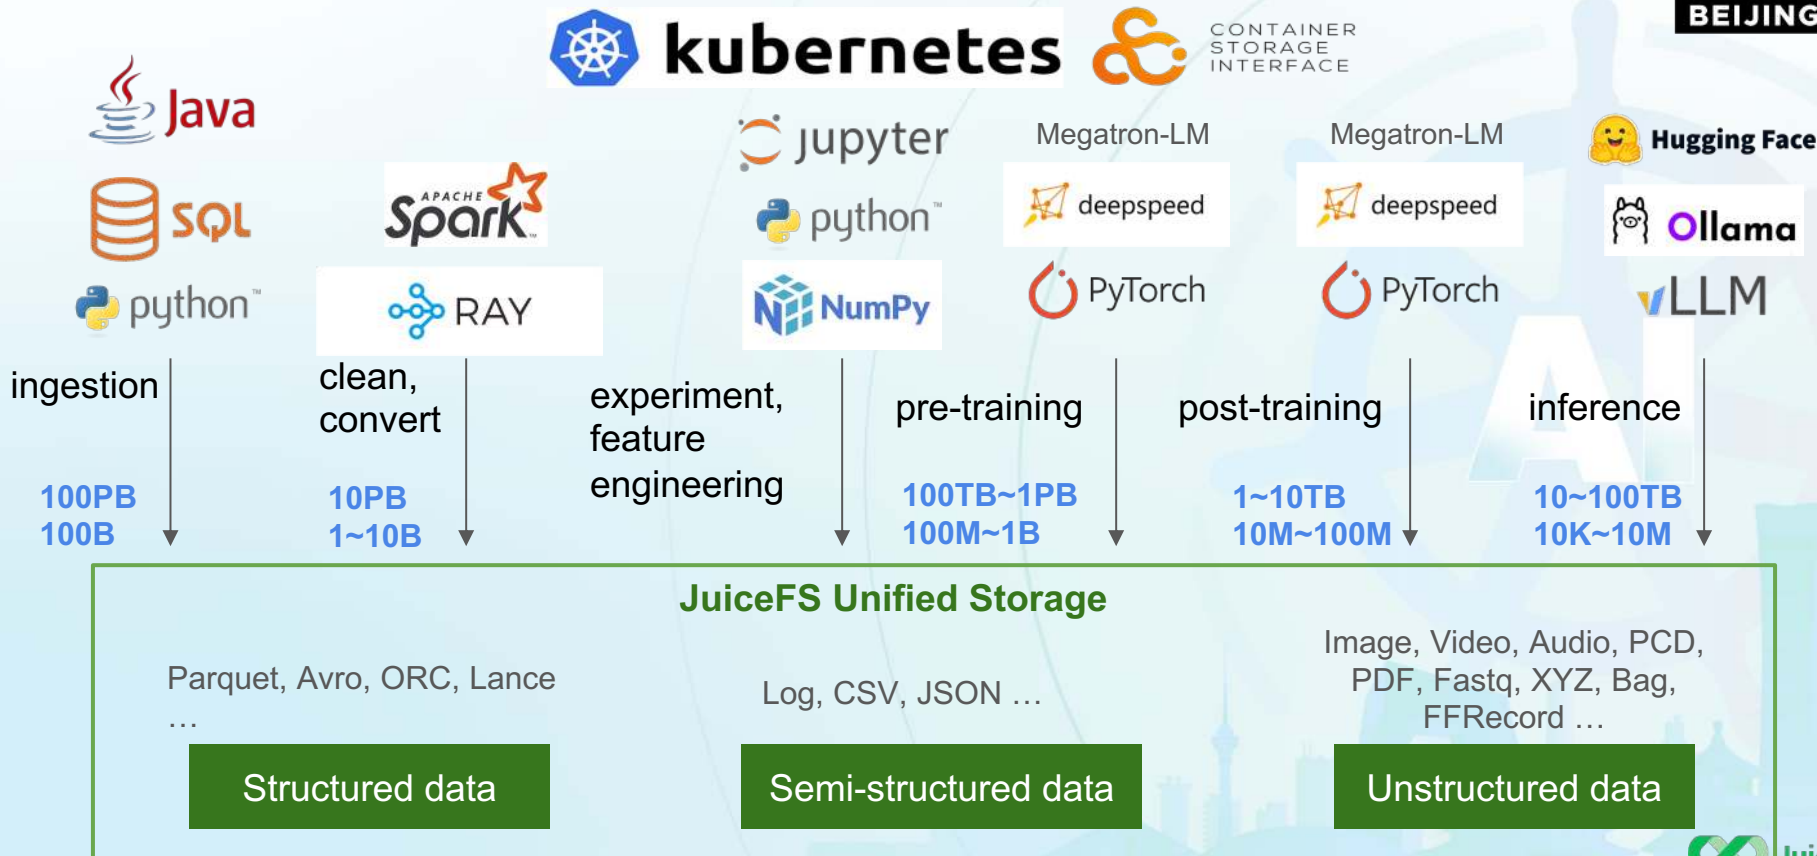 BEIJING
kubernetes
CONTAINER
STORAGE
INTERFACE
Java
SQL
python™
APACHE
Spark™
RAY
jupyter
python™
NumPy
Megatron-LM
deepspeed
PyTorch
Megatron-LM
deepspeed
PyTorch
Hugging Face
Ollama
vLLM
ingestion
100PB
100B
clean,
convert
10PB
1~10B
experiment,
feature
engineering
pre-training
100TB~1PB
100M~1B
post-training
1~10TB
10M~100M
inference
10~100TB
10K~10M
AI
JuiceFS Unified Storage
Parquet, Avro, ORC, Lance
…
Structured data
Log, CSV, JSON …
Semi-structured data
Image, Video, Audio, PCD,
PDF, Fastq, XYZ, Bag,
FFRecord …
Unstructured data